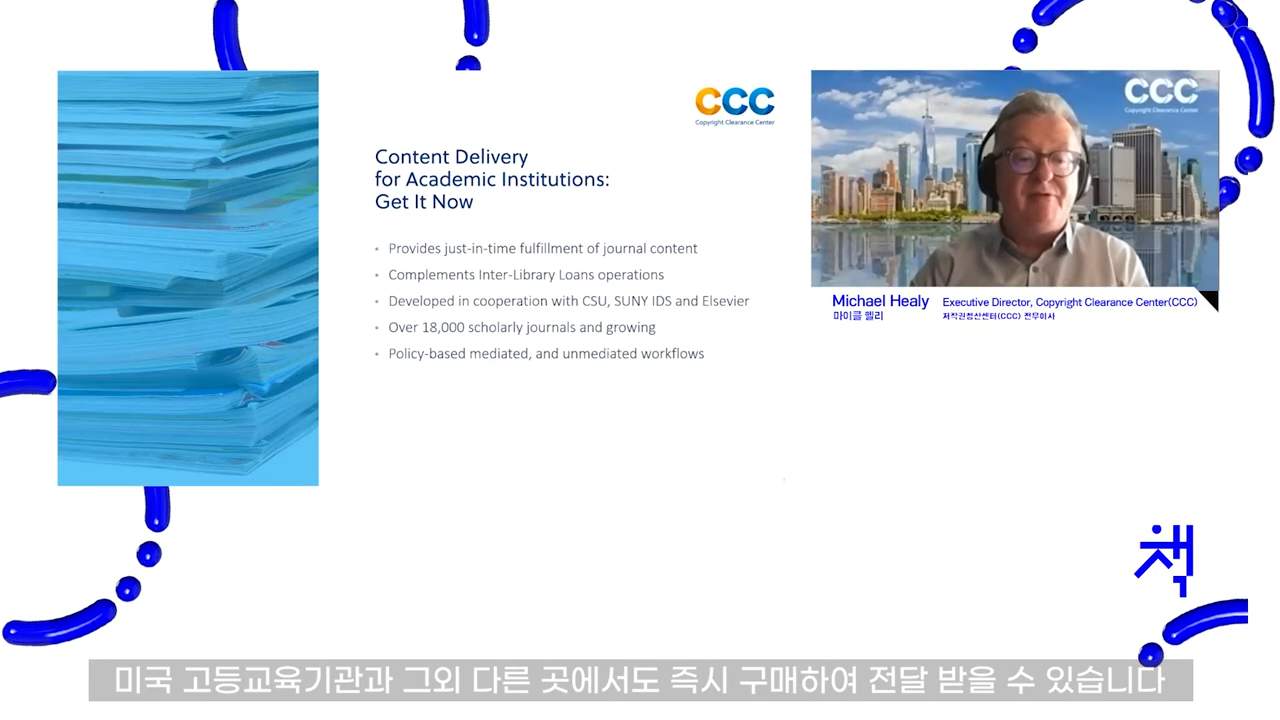 CCC
Copyright Clearance Center
Content Delivery
for Academic Institutions:
Get It Now
• Provides just-in-time fulfillment of journal content
• Complements Inter-Library Loans operations
• Developed in cooperation with CSU, SUNY IDS and Elsevier
• Over 18,000 scholarly journals and growing
• Policy-based mediated, and unmediated workflows
CCC
Copyright Clearance Center
Michael Healy Executive Director, Copyright Clearance Center(CCC)
마이클 힐리 저작권청산센터(CCC) 전무이사
책
미국 고등교육기관과 그외 다른 곳에서도 즉시 구매하여 전달 받을 수 있습니다